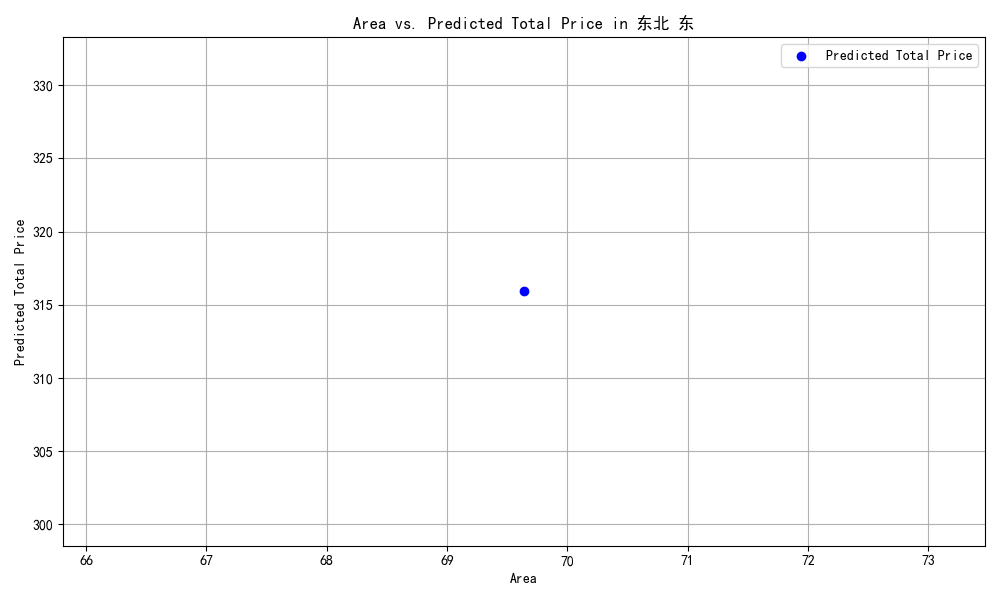 Area vs. Predicted Total Price in 东北 东
Predicted Total Price
Predicted Total Price
330
325
320
315
310
305
300
66 67 68 69 70 71 72 73
Area